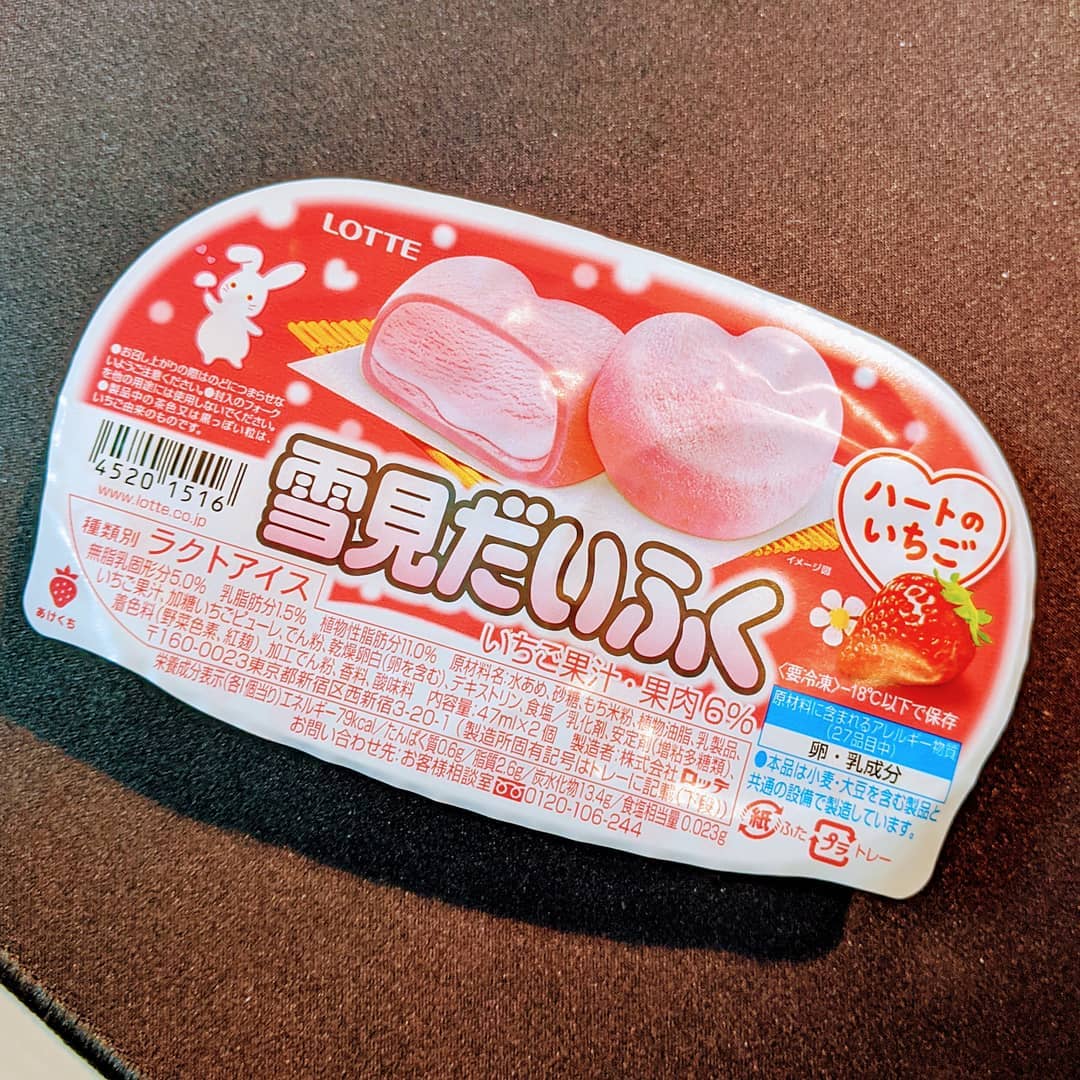 LOTTE
●お召し上がりの際はのどにつまらせな
いようご注意ください。●封入のフォーク
を他の用途には使用しないでください。
●製品中の茶色又は黒っぽい粒は、
いちご由来のものです。
4520 1516
www.lotte.co.jp
雪見だいふく
ハートの
いちご
イメージ図
いちご果汁・果肉16%
種類別 ラクトアイス
無脂乳固形分5.0% 乳脂肪分1.5% 植物性脂肪分11.0% 原材料名:水あめ、砂糖、もち米粉、植物油脂、乳製品、
いちご果汁、加糖いちごピューレ、でん粉、乾燥卵白(卵を含む)、デキストリン、食塩/乳化剤、安定剤(増粘多糖類)、
着色料(野菜色素、紅麹)、加工でん粉、香料、酸味料 内容量:47ml×2個 製造者:株式会社ロッテ
〒160-0023東京都新宿区西新宿3-20-1(製造所固有記号はトレーに記載(下段))
栄養成分表示(各1個当り)エネルギー79kcal/たんぱく質0.6g/脂質2.6g/炭水化物13.4g/食塩相当量0.023g
お問い合わせ先:お客様相談室 0120-106-244
あけくち
〈要冷凍〉-18℃以下で保存
原材料に含まれるアレルギー物質
(27品目中)
卵・乳成分
●本品は小麦・大豆を含む製品と
共通の設備で製造しています。
紙 ふた プラ トレー